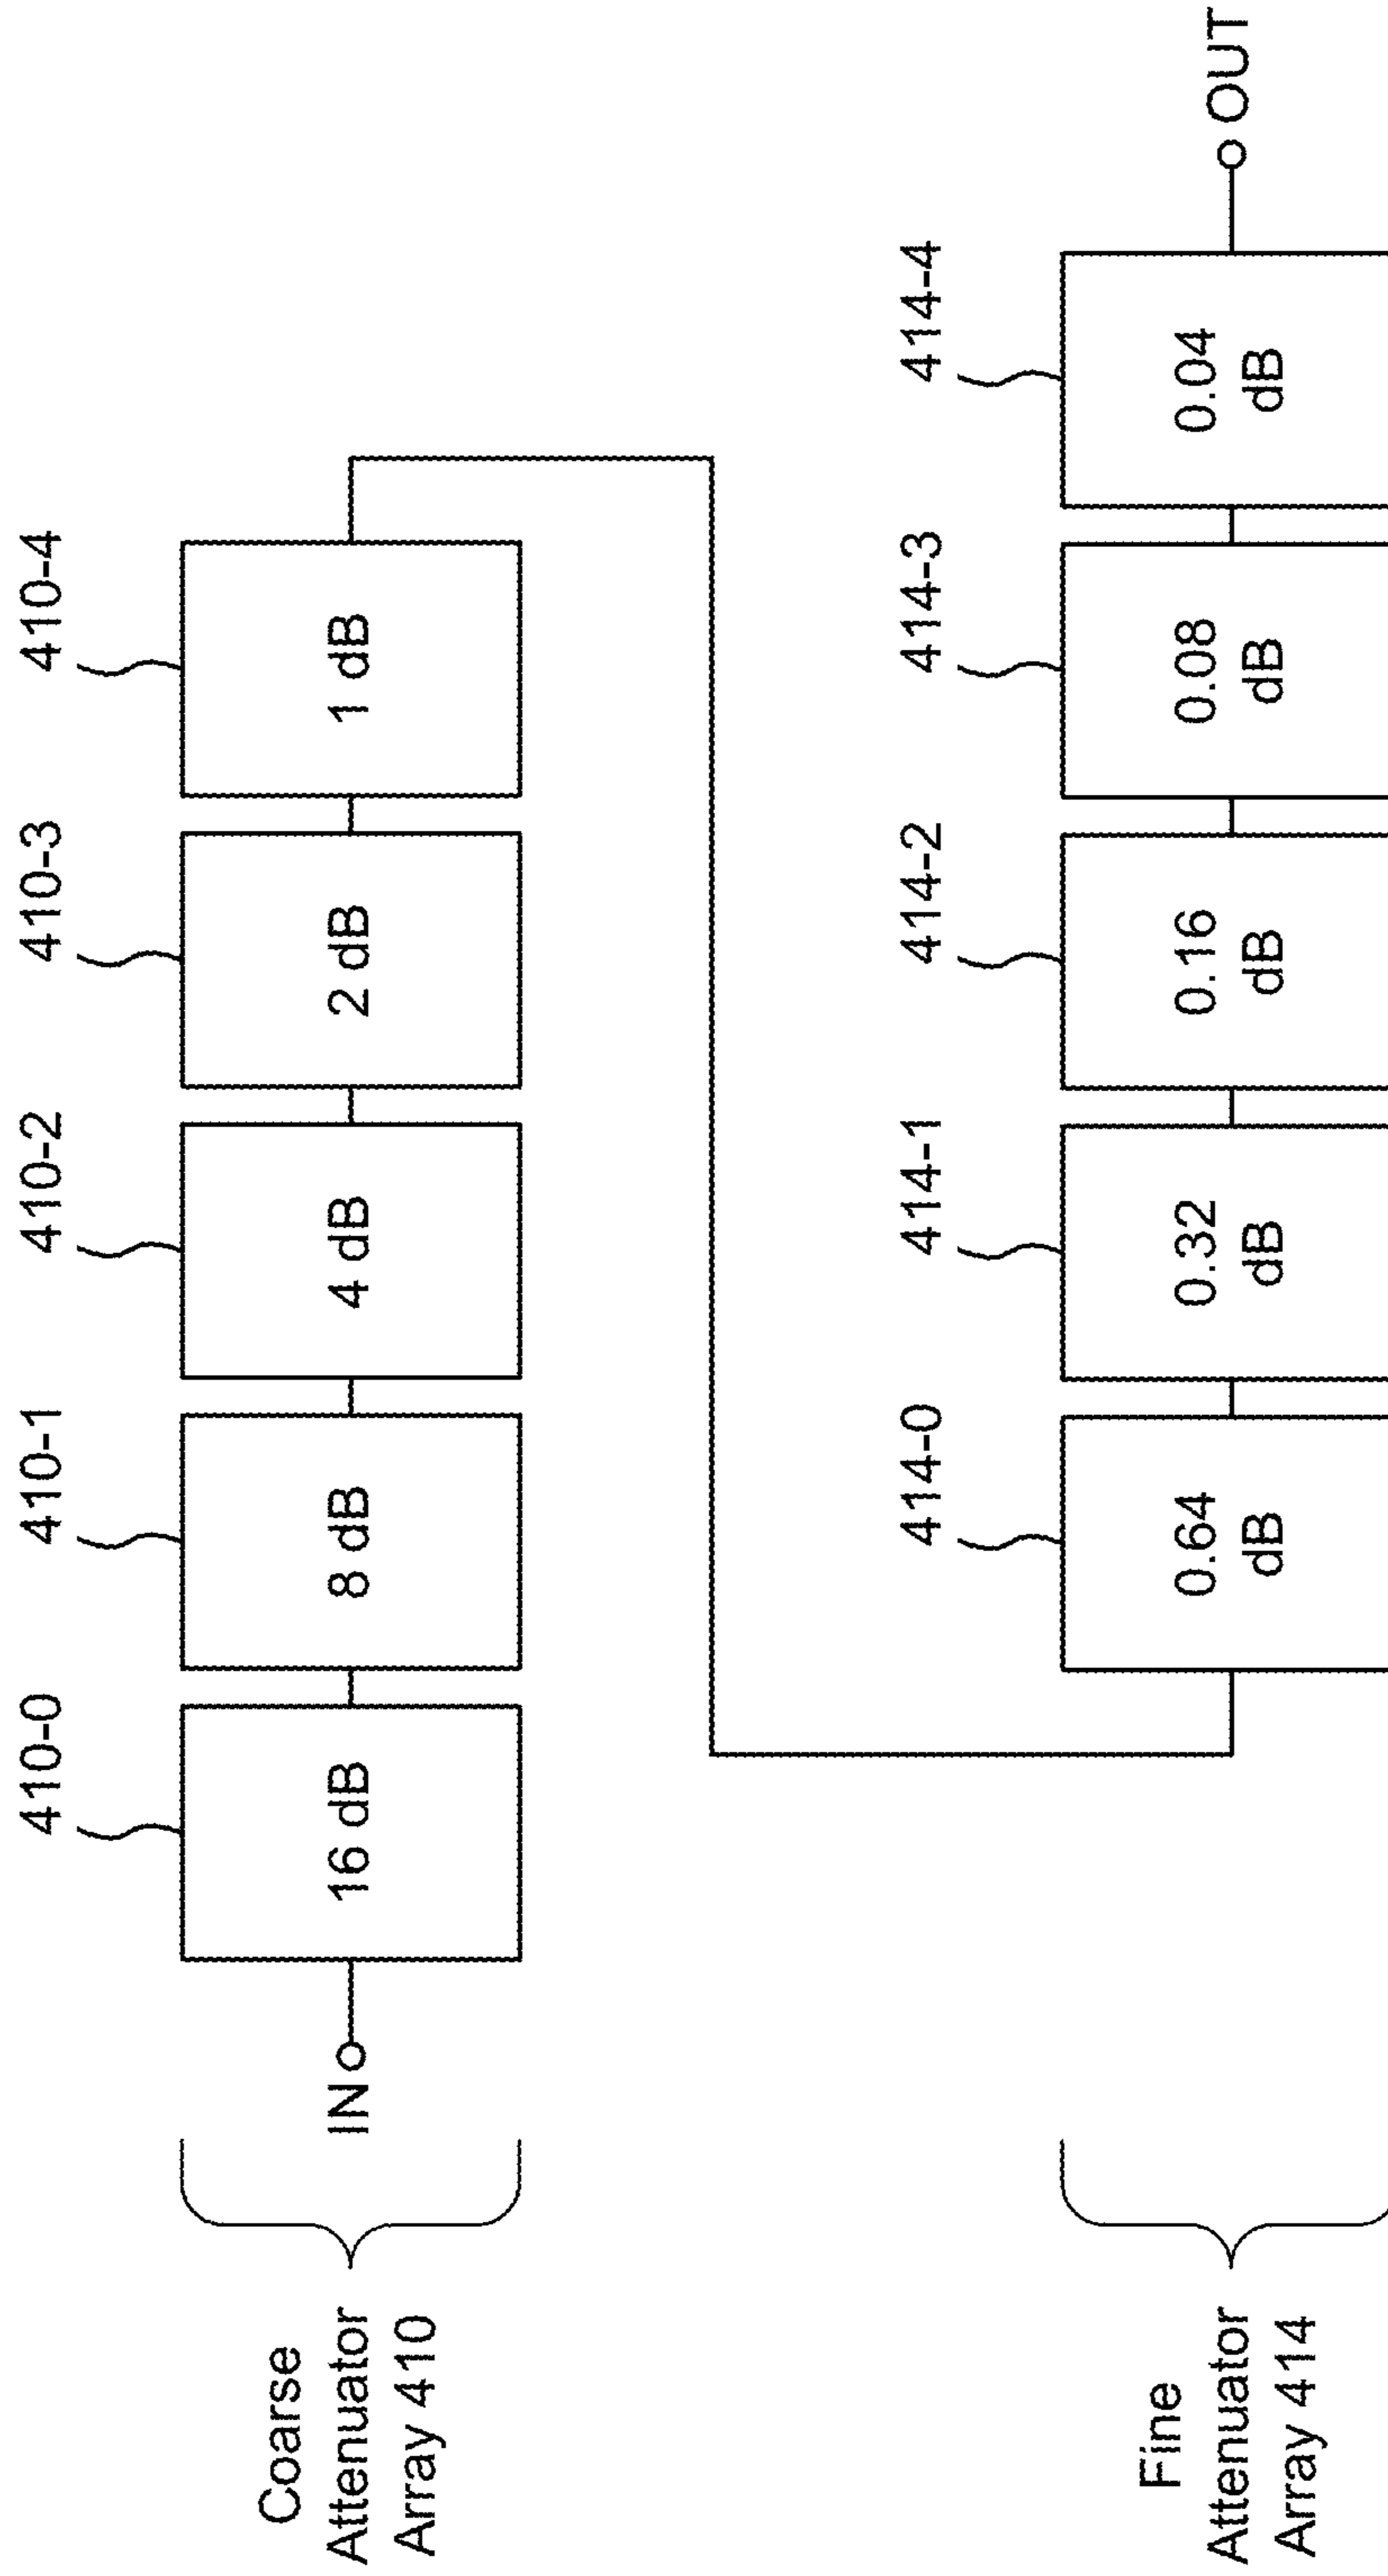 Coarse
Attenuator
Array 410
IN
410-0
16 dB
410-1
8 dB
410-2
4 dB
410-3
2 dB
410-4
1 dB
Fine
Attenuator
Array 414
414-0
0.64
dB
414-1
0.32
dB
414-2
0.16
dB
414-3
0.08
dB
414-4
0.04
dB
OUT